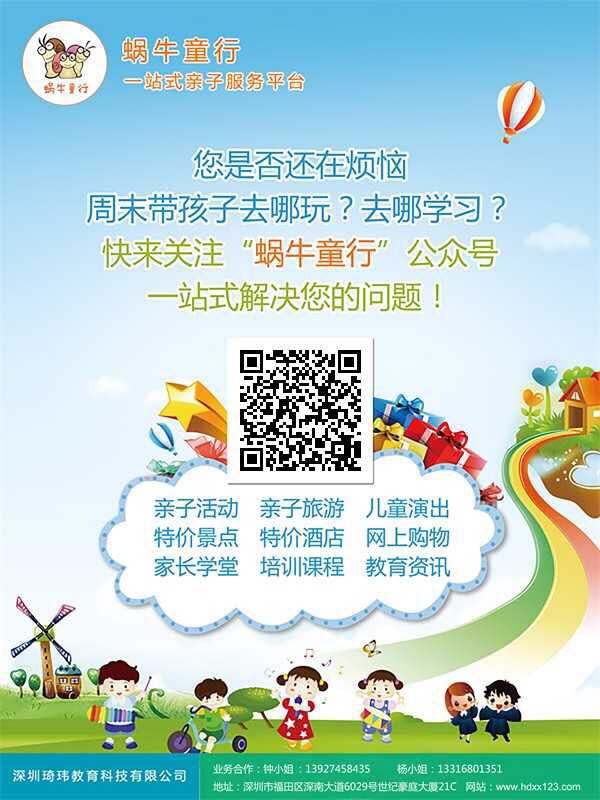 蜗牛童行
蜗牛童行
一站式亲子服务平台
您是否还在烦恼
周末带孩子去哪玩？去哪学习？
快来关注“蜗牛童行”公众号
一站式解决您的问题！
亲子活动 亲子旅游 儿童演出
特价景点 特价酒店 网上购物
家长学堂 培训课程 教育资讯
深圳琦玮教育科技有限公司
业务合作：钟小姐：13927458435 杨小姐：13316801351
地址：深圳市福田区深南大道6029号世纪豪庭大厦21C 网站：www.hdxx123.com